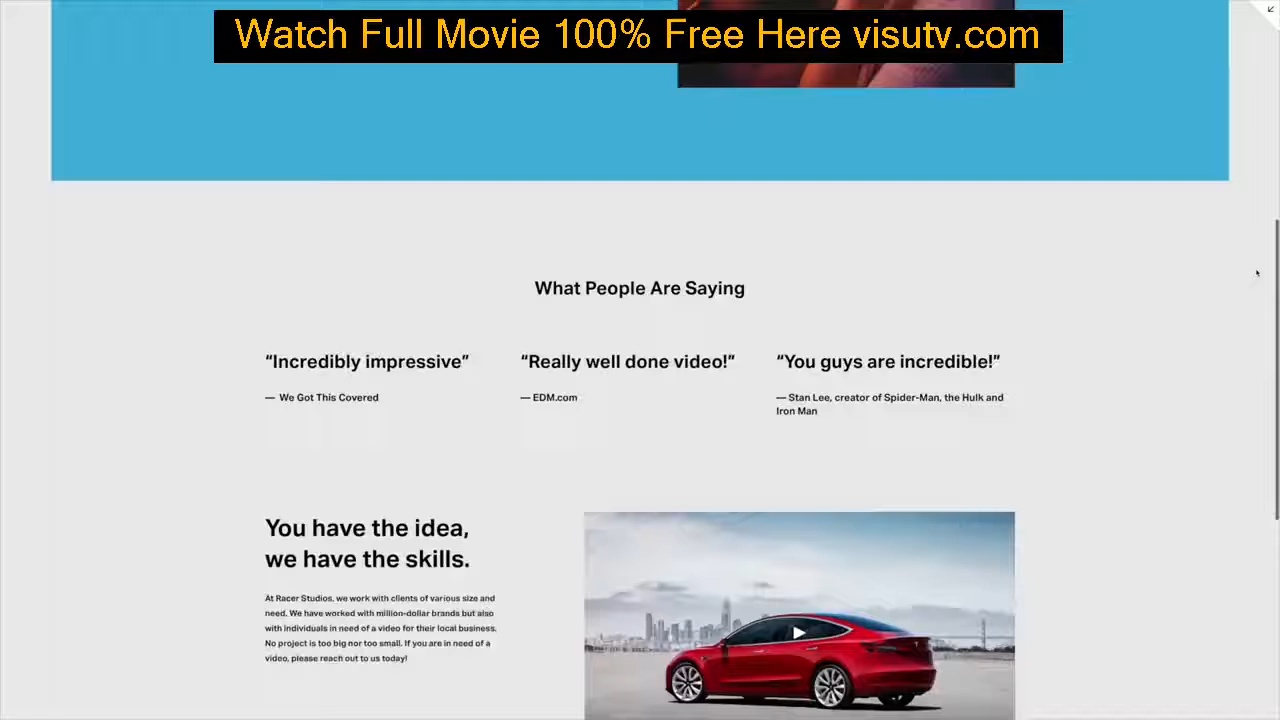 Watch Full Movie 100% Free Here visutv.com
What People Are Saying
“Incredibly impressive”
— We Got This Covered
“Really well done video!”
— EDM.com
“You guys are incredible!”
— Stan Lee, creator of Spider-Man, the Hulk and
Iron Man
You have the idea,
we have the skills.
At Racer Studios, we work with clients of various size and
need. We have worked with million-dollar brands but also
with individuals in need of a video for their local business.
No project is too big nor too small. If you are in need of a
video, please reach out to us today!